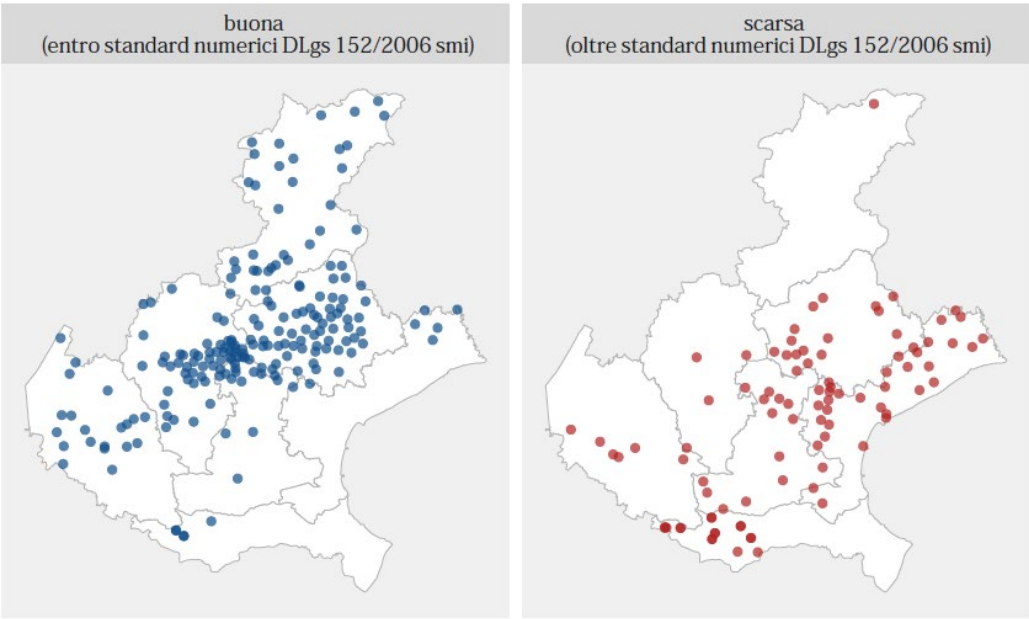 buona
(entro standard numerici DLgs 152/2006 smi)
scarsa
(oltre standard numerici DLgs 152/2006 smi)